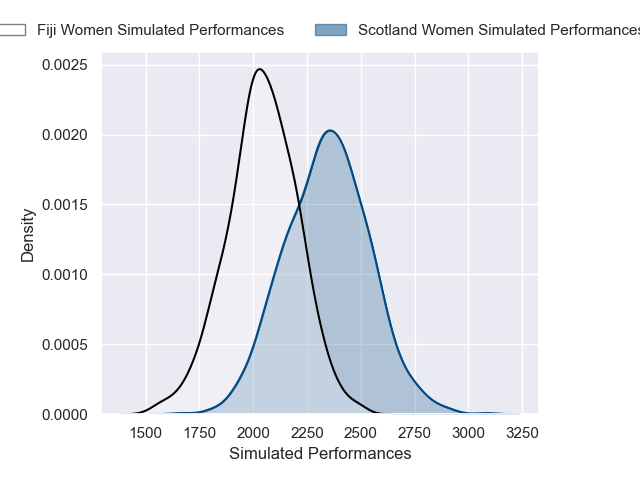 Fiji Women Simulated Performances
Scotland Women Simulated Performances
0.0025
0.0020
0.0015
0.0010
0.0005
0.0000
Density
1500 1750 2000 2250 2500 2750 3000 3250
Simulated Performances